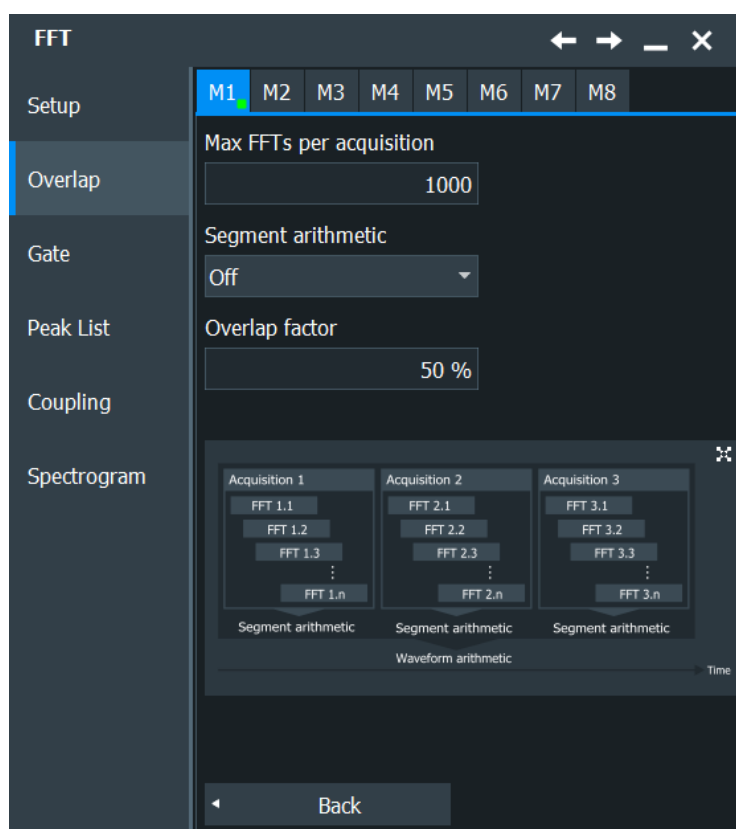 FFT
Setup
Overlap
Gate
Peak List
Coupling
Spectrogram
M1 M2 M3 M4 M5 M6 M7 M8
Max FFTs per acquisition
1000
Segment arithmetic
Off
Overlap factor
50 %
Acquisition 1
FFT 1.1
FFT 1.2
FFT 1.3
⋮
FFT 1.n
Segment arithmetic
Acquisition 2
FFT 2.1
FFT 2.2
FFT 2.3
⋮
FFT 2.n
Segment arithmetic
Acquisition 3
FFT 3.1
FFT 3.2
FFT 3.3
⋮
FFT 3.n
Segment arithmetic
Waveform arithmetic
Time
Back